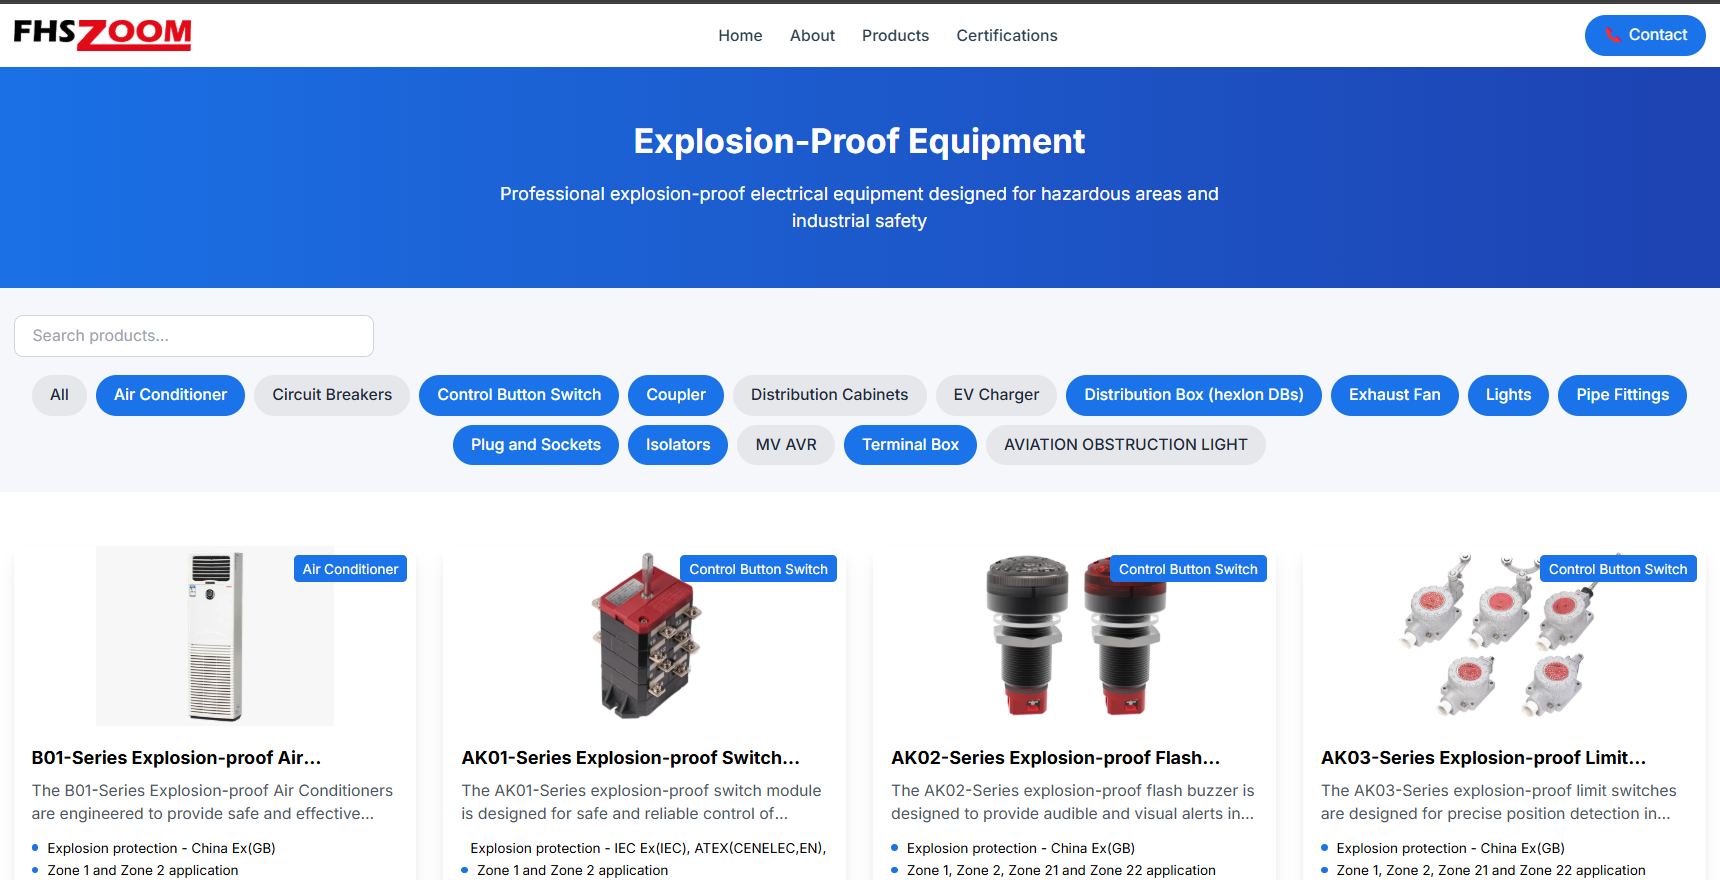 FHSZOOM
Home About Products Certifications
Contact
Explosion-Proof Equipment
Professional explosion-proof electrical equipment designed for hazardous areas and
industrial safety
Search products...
All Air Conditioner Circuit Breakers Control Button Switch Coupler Distribution Cabinets EV Charger Distribution Box (hexlon DBs) Exhaust Fan Lights Pipe Fittings
Plug and Sockets Isolators MV AVR Terminal Box AVIATION OBSTRUCTION LIGHT
Air Conditioner
B01-Series Explosion-proof Air...
The B01-Series Explosion-proof Air Conditioners
are engineered to provide safe and effective...
Explosion protection - China Ex(GB)
Zone 1 and Zone 2 application
Control Button Switch
AK01-Series Explosion-proof Switch...
The AK01-Series explosion-proof switch module
is designed for safe and reliable control of...
Explosion protection - IEC Ex(IEC), ATEX(CENELEC,EN),
Zone 1 and Zone 2 application
Control Button Switch
AK02-Series Explosion-proof Flash...
The AK02-Series explosion-proof flash buzzer is
designed to provide audible and visual alerts in...
Explosion protection - China Ex(GB)
Zone 1, Zone 2, Zone 21 and Zone 22 application
Control Button Switch
AK03-Series Explosion-proof Limit...
The AK03-Series explosion-proof limit switches
are designed for precise position detection in...
Explosion protection - China Ex(GB)
Zone 1, Zone 2, Zone 21 and Zone 22 application